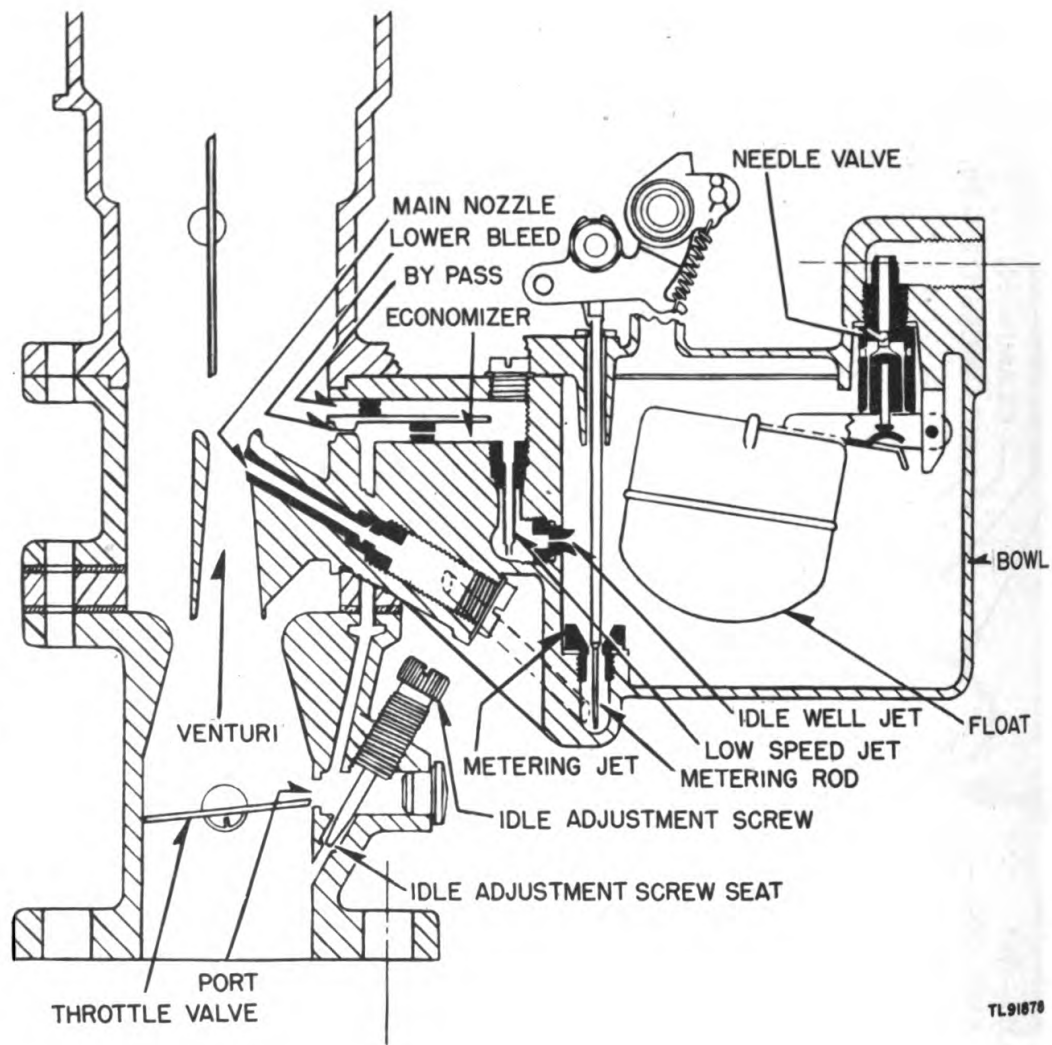 NEEDLE VALVE
MAIN NOZZLE
LOWER BLEED
BY PASS
ECONOMIZER
BOWL
VENTURI
IDLE WELL JET
FLOAT
LOW SPEED JET
METERING JET
METERING ROD
IDLE ADJUSTMENT SCREW
IDLE ADJUSTMENT SCREW SEAT
PORT
THROTTLE VALVE
TL91878